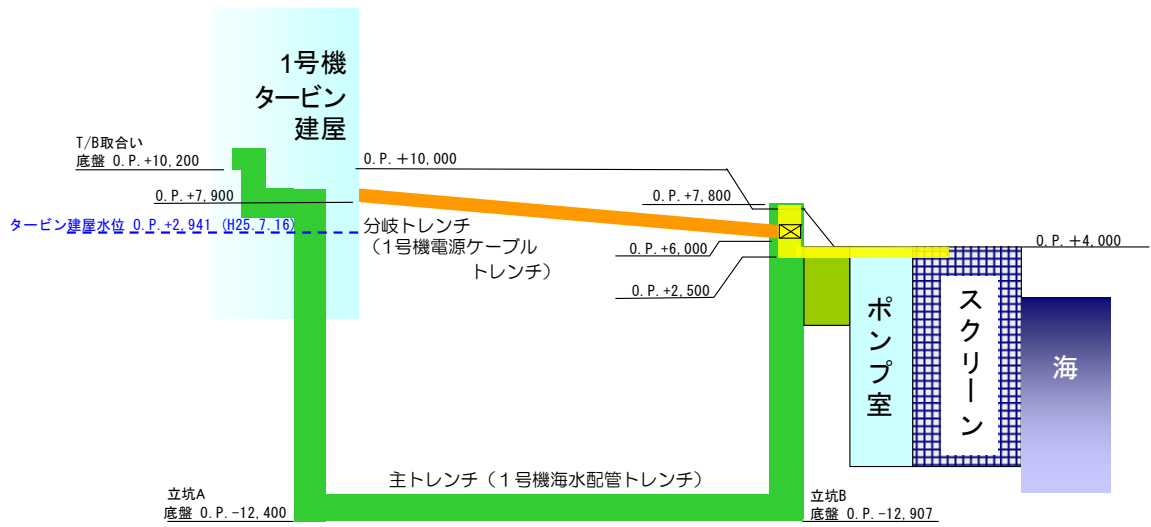 1号機
タービン
建屋
T/B取合い
底盤 O.P.+10,200
O.P.+10,000
O.P.+7,900
O.P.+7,800
タービン建屋水位 O.P.+2,941 (H25.7.16)
分岐トレンチ
(1号機電源ケーブル
トレンチ)
O.P.+6,000
O.P.+4,000
O.P.+2,500
ポンプ室
スクリーン
海
主トレンチ(1号機海水配管トレンチ)
立坑A
底盤 O.P.-12,400
立坑B
底盤 O.P.-12,907